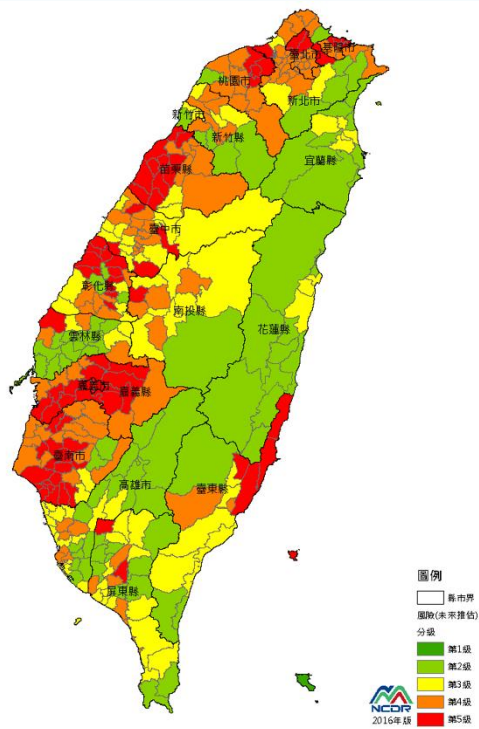 基隆市
臺北市
桃園市
新北市
新竹市
新竹縣
宜蘭縣
苗栗縣
臺中市
彰化縣
南投縣
花蓮縣
雲林縣
嘉義市
嘉義縣
臺南市
高雄市
臺東縣
屏東縣
圖例
縣市界
風險(未來推估)
分級
第1級
第2級
第3級
第4級
第5級
NCDR
2016年版